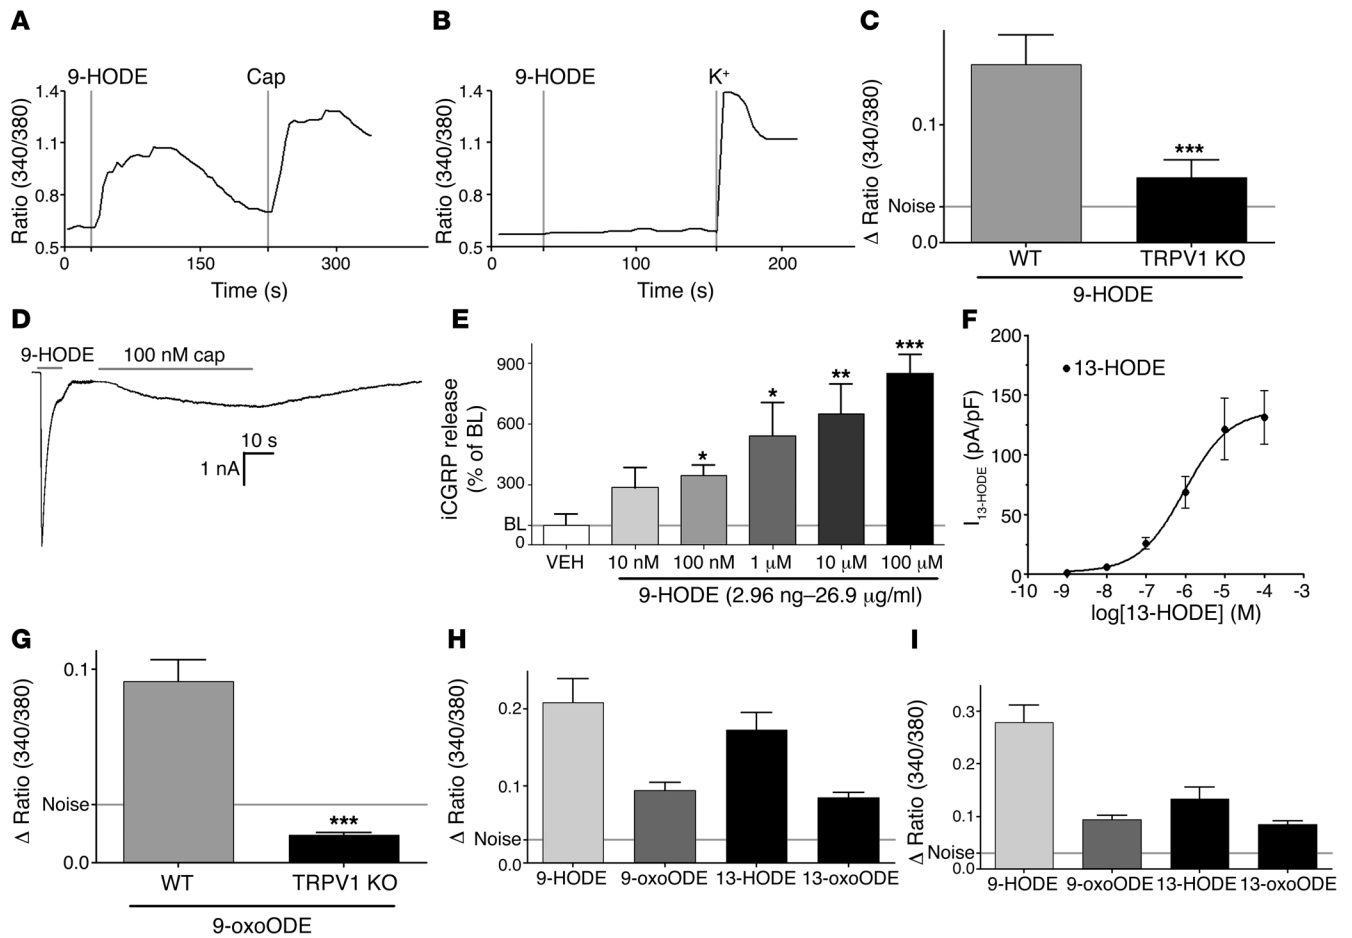 A
9-HODE
Cap
Ratio (340/380)
1.4
1.1
0.8
0.5
0
150
300
Time (s)
B
9-HODE
K+
Ratio (340/380)
1.4
1.1
0.8
0.5
0
100
200
Time (s)
C
Δ Ratio (340/380)
0.1
Noise
0.0
***
WT
TRPV1 KO
9-HODE
D
9-HODE
100 nM cap
10 s
1 nA
E
iCGRP release
(% of BL)
900
600
300
BL
0
*
*
**
***
VEH
10 nM
100 nM
1 μM
10 μM
100 μM
9-HODE (2.96 ng–26.9 μg/ml)
F
I13-HODE (pA/pF)
200
150
100
50
0
13-HODE
-10
-9
-8
-7
-6
-5
-4
-3
log[13-HODE] (M)
G
Δ Ratio (340/380)
0.1
Noise
0.0
***
WT
TRPV1 KO
9-oxoODE
H
Δ Ratio (340/380)
0.2
0.1
Noise
0.0
9-HODE
9-oxoODE
13-HODE
13-oxoODE
I
Δ Ratio (340/380)
0.3
0.2
0.1
Noise
0.0
9-HODE
9-oxoODE
13-HODE
13-oxoODE